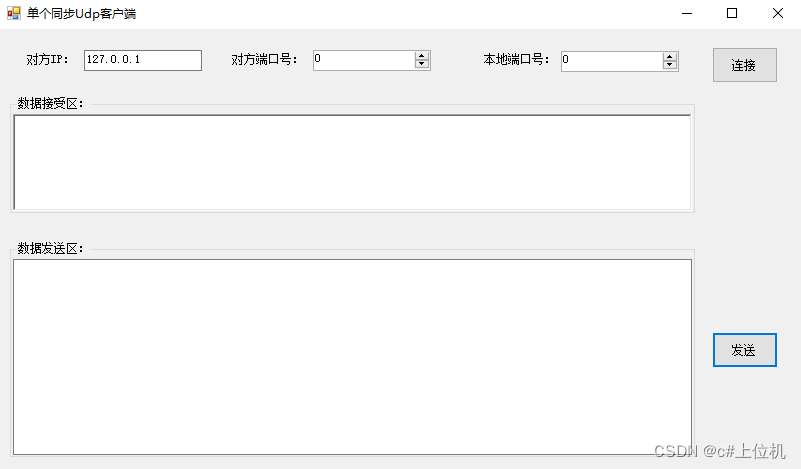 单个同步Udp客户端
对方IP： 127.0.0.1 对方端口号： 0 本地端口号： 0 连接
数据接受区：
数据发送区：
发送
CSDN @c#上位机